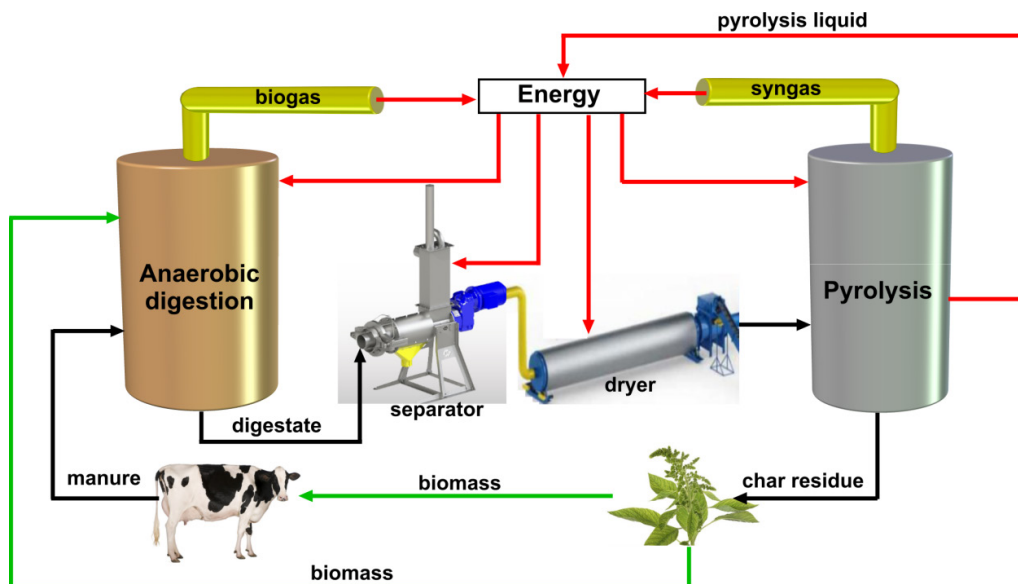 pyrolysis liquid
biogas
Energy
syngas
Anaerobic
digestion
Pyrolysis
separator
dryer
digestate
manure
biomass
char residue
biomass